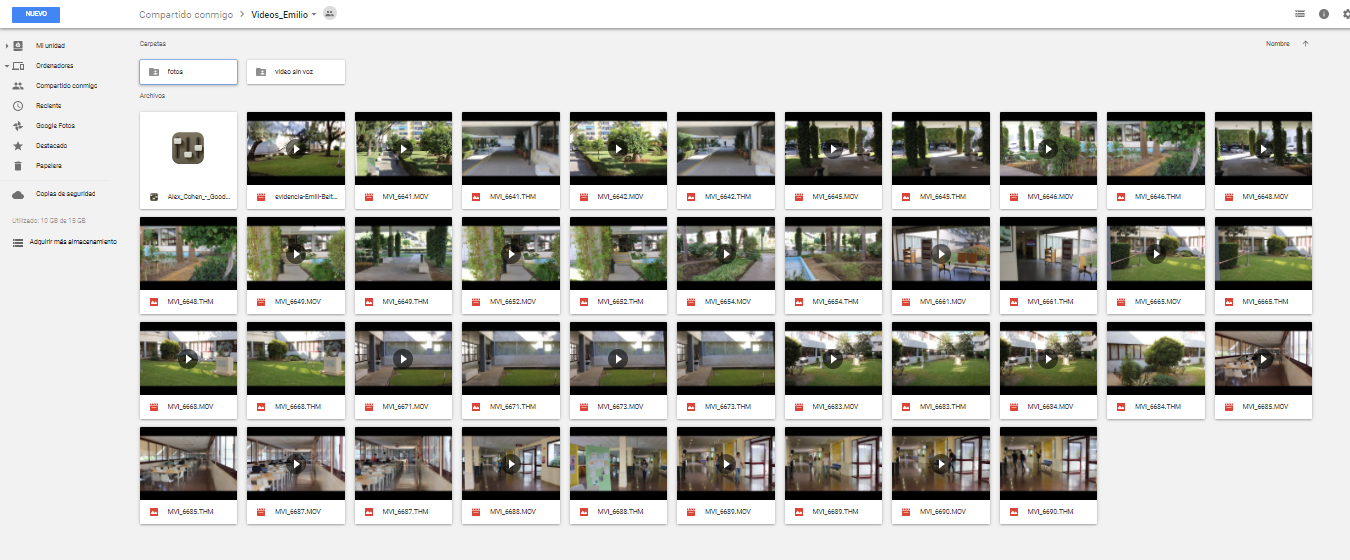 NUEVO
Compartido conmigo > Videos_Emilio
Mi unidad
Ordenadores
Compartido conmigo
Reciente
Google Fotos
Destacado
Papelera
Copias de seguridad
Utilizado: 10 GB de 15 GB
Adquirir más almacenamiento
Carpetas
Nombre
fotos
video sin voz
Archivos
Alex_Cohen_-_Good...
evidencia-Emili-Belt...
MVI_6641.MOV
MVI_6641.THM
MVI_6642.MOV
MVI_6642.THM
MVI_6645.MOV
MVI_6645.THM
MVI_6646.MOV
MVI_6646.THM
MVI_6648.MOV
MVI_6648.THM
MVI_6649.MOV
MVI_6649.THM
MVI_6652.MOV
MVI_6652.THM
MVI_6654.MOV
MVI_6654.THM
MVI_6661.MOV
MVI_6661.THM
MVI_6665.MOV
MVI_6665.THM
MVI_6668.MOV
MVI_6668.THM
MVI_6671.MOV
MVI_6671.THM
MVI_6673.MOV
MVI_6673.THM
MVI_6683.MOV
MVI_6683.THM
MVI_6684.MOV
MVI_6684.THM
MVI_6685.MOV
MVI_6685.THM
MVI_6687.MOV
MVI_6687.THM
MVI_6688.MOV
MVI_6688.THM
MVI_6689.MOV
MVI_6689.THM
MVI_6690.MOV
MVI_6690.THM